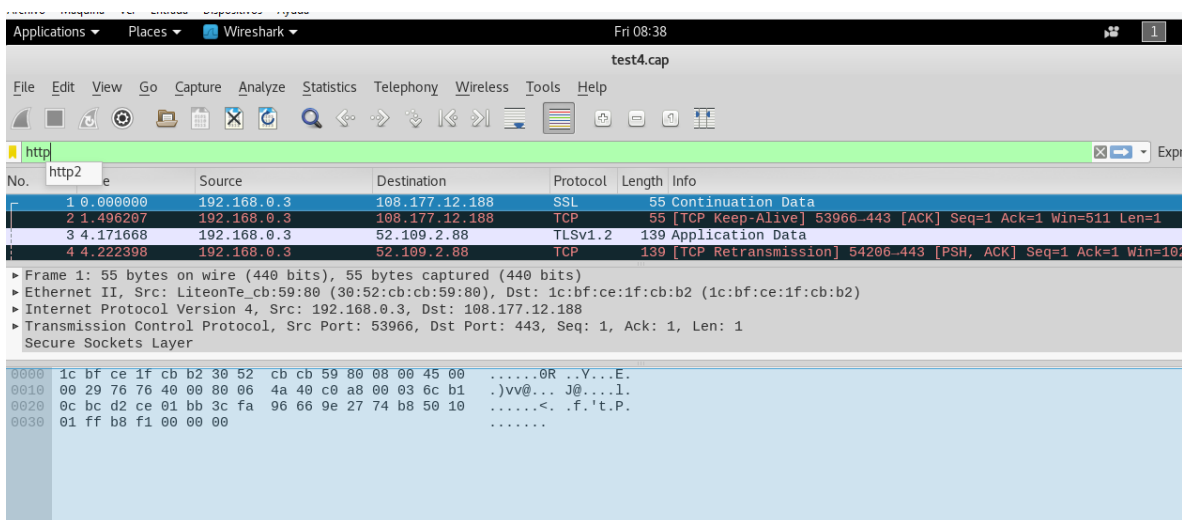 Applications Places Wireshark Fri 08:38 1
test4.cap
File Edit View Go Capture Analyze Statistics Telephony Wireless Tools Help
http Expr
http2
No. e Source Destination Protocol Length Info
1 0.000000 192.168.0.3 108.177.12.188 SSL 55 Continuation Data
2 1.496207 192.168.0.3 108.177.12.188 TCP 55 [TCP Keep-Alive] 53966→443 [ACK] Seq=1 Ack=1 Win=511 Len=1
3 4.171668 192.168.0.3 52.109.2.88 TLSv1.2 139 Application Data
4 4.222398 192.168.0.3 52.109.2.88 TCP 139 [TCP Retransmission] 54206→443 [PSH, ACK] Seq=1 Ack=1 Win=102
Frame 1: 55 bytes on wire (440 bits), 55 bytes captured (440 bits)
Ethernet II, Src: LiteonTe_cb:59:80 (30:52:cb:cb:59:80), Dst: 1c:bf:ce:1f:cb:b2 (1c:bf:ce:1f:cb:b2)
Internet Protocol Version 4, Src: 192.168.0.3, Dst: 108.177.12.188
Transmission Control Protocol, Src Port: 53966, Dst Port: 443, Seq: 1, Ack: 1, Len: 1
Secure Sockets Layer
0000 1c bf ce 1f cb b2 30 52 cb cb 59 80 08 00 45 00 ......0R ..Y...E.
0010 00 29 76 76 40 00 80 06 4a 40 c0 a8 00 03 6c b1 .)vv@... J@....l.
0020 0c bc d2 ce 01 bb 3c fa 96 66 9e 27 74 b8 50 10 ......<. .f.'t.P.
0030 01 ff b8 f1 00 00 00 .......